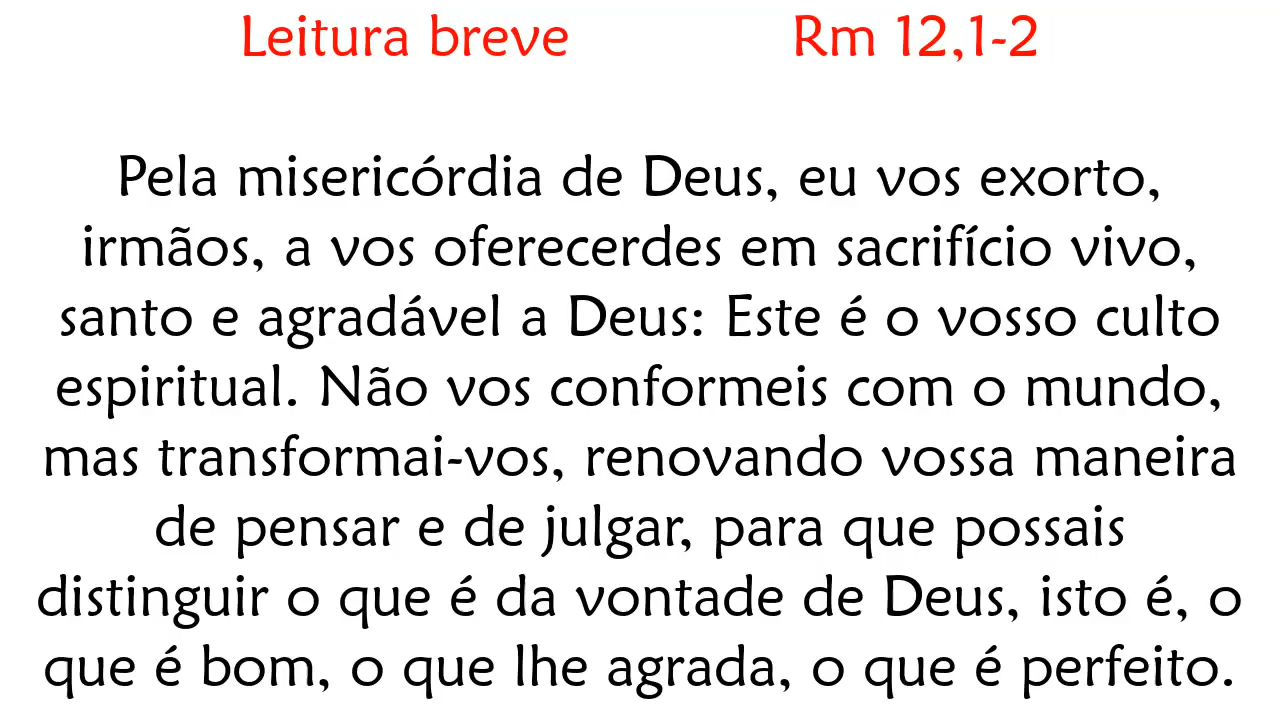 Leitura breve Rm 12,1-2
Pela misericórdia de Deus, eu vos exorto,
irmãos, a vos oferecerdes em sacrifício vivo,
santo e agradável a Deus: Este é o vosso culto
espiritual. Não vos conformeis com o mundo,
mas transformai-vos, renovando vossa maneira
de pensar e de julgar, para que possais
distinguir o que é da vontade de Deus, isto é, o
que é bom, o que lhe agrada, o que é perfeito.